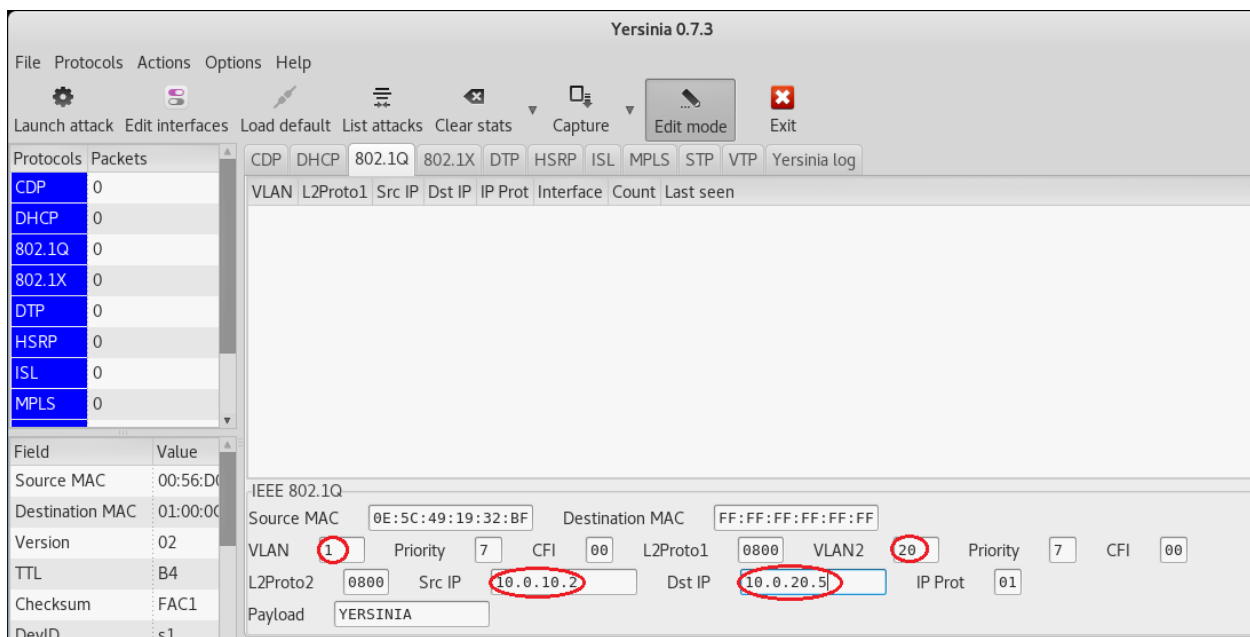 Yersinia 0.7.3
File Protocols Actions Options Help
Launch attack Edit interfaces Load default List attacks Clear stats Capture Edit mode Exit
Protocols Packets
CDP 0
DHCP 0
802.1Q 0
802.1X 0
DTP 0
HSRP 0
ISL 0
MPLS 0
Field Value
Source MAC 00:56:D0
Destination MAC 01:00:0C
Version 02
TTL B4
Checksum FAC1
DevID s1
CDP DHCP 802.1Q 802.1X DTP HSRP ISL MPLS STP VTP Yersinia log
VLAN L2Proto1 Src IP Dst IP IP Prot Interface Count Last seen
IEEE 802.1Q
Source MAC 0E:5C:49:19:32:BF Destination MAC FF:FF:FF:FF:FF:FF
VLAN 1 Priority 7 CFI 00 L2Proto1 0800 VLAN2 20 Priority 7 CFI 00
L2Proto2 0800 Src IP 10.0.10.2 Dst IP 10.0.20.5 IP Prot 01
Payload YERSINIA